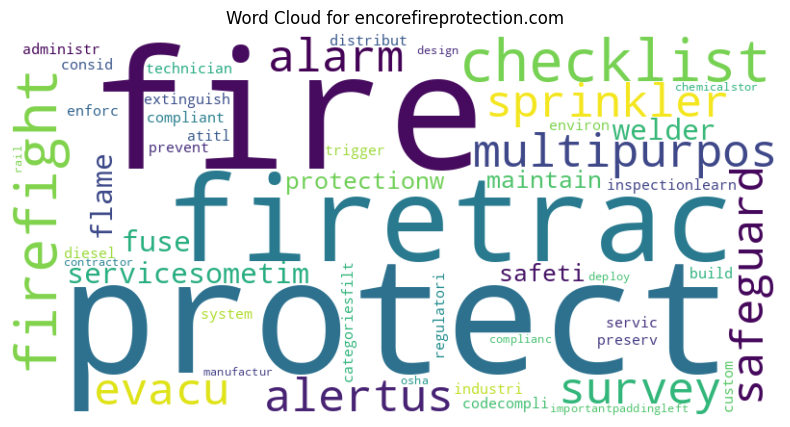 Word Cloud for encorefireprotection.com
administr
distribut
design
consid
alarm
checklist
technician
fire
chemicalstor
extinguish
sprinkler
enforc
compliant
environ
welder
atitl
prevent
trigger
multipurpos
rail
firefight
flame
protectionw
maintain
inspectionlearn
firetrac
safeguard
fuse
diesel
contractor
servicesometim
safeti
deploy
build
protect
categoriesfilt
regulatori
system
servic
complianc
preserv
manufactur
evacu
alertus
osha
industri
survey
custom
codecompli
importantpaddingleft